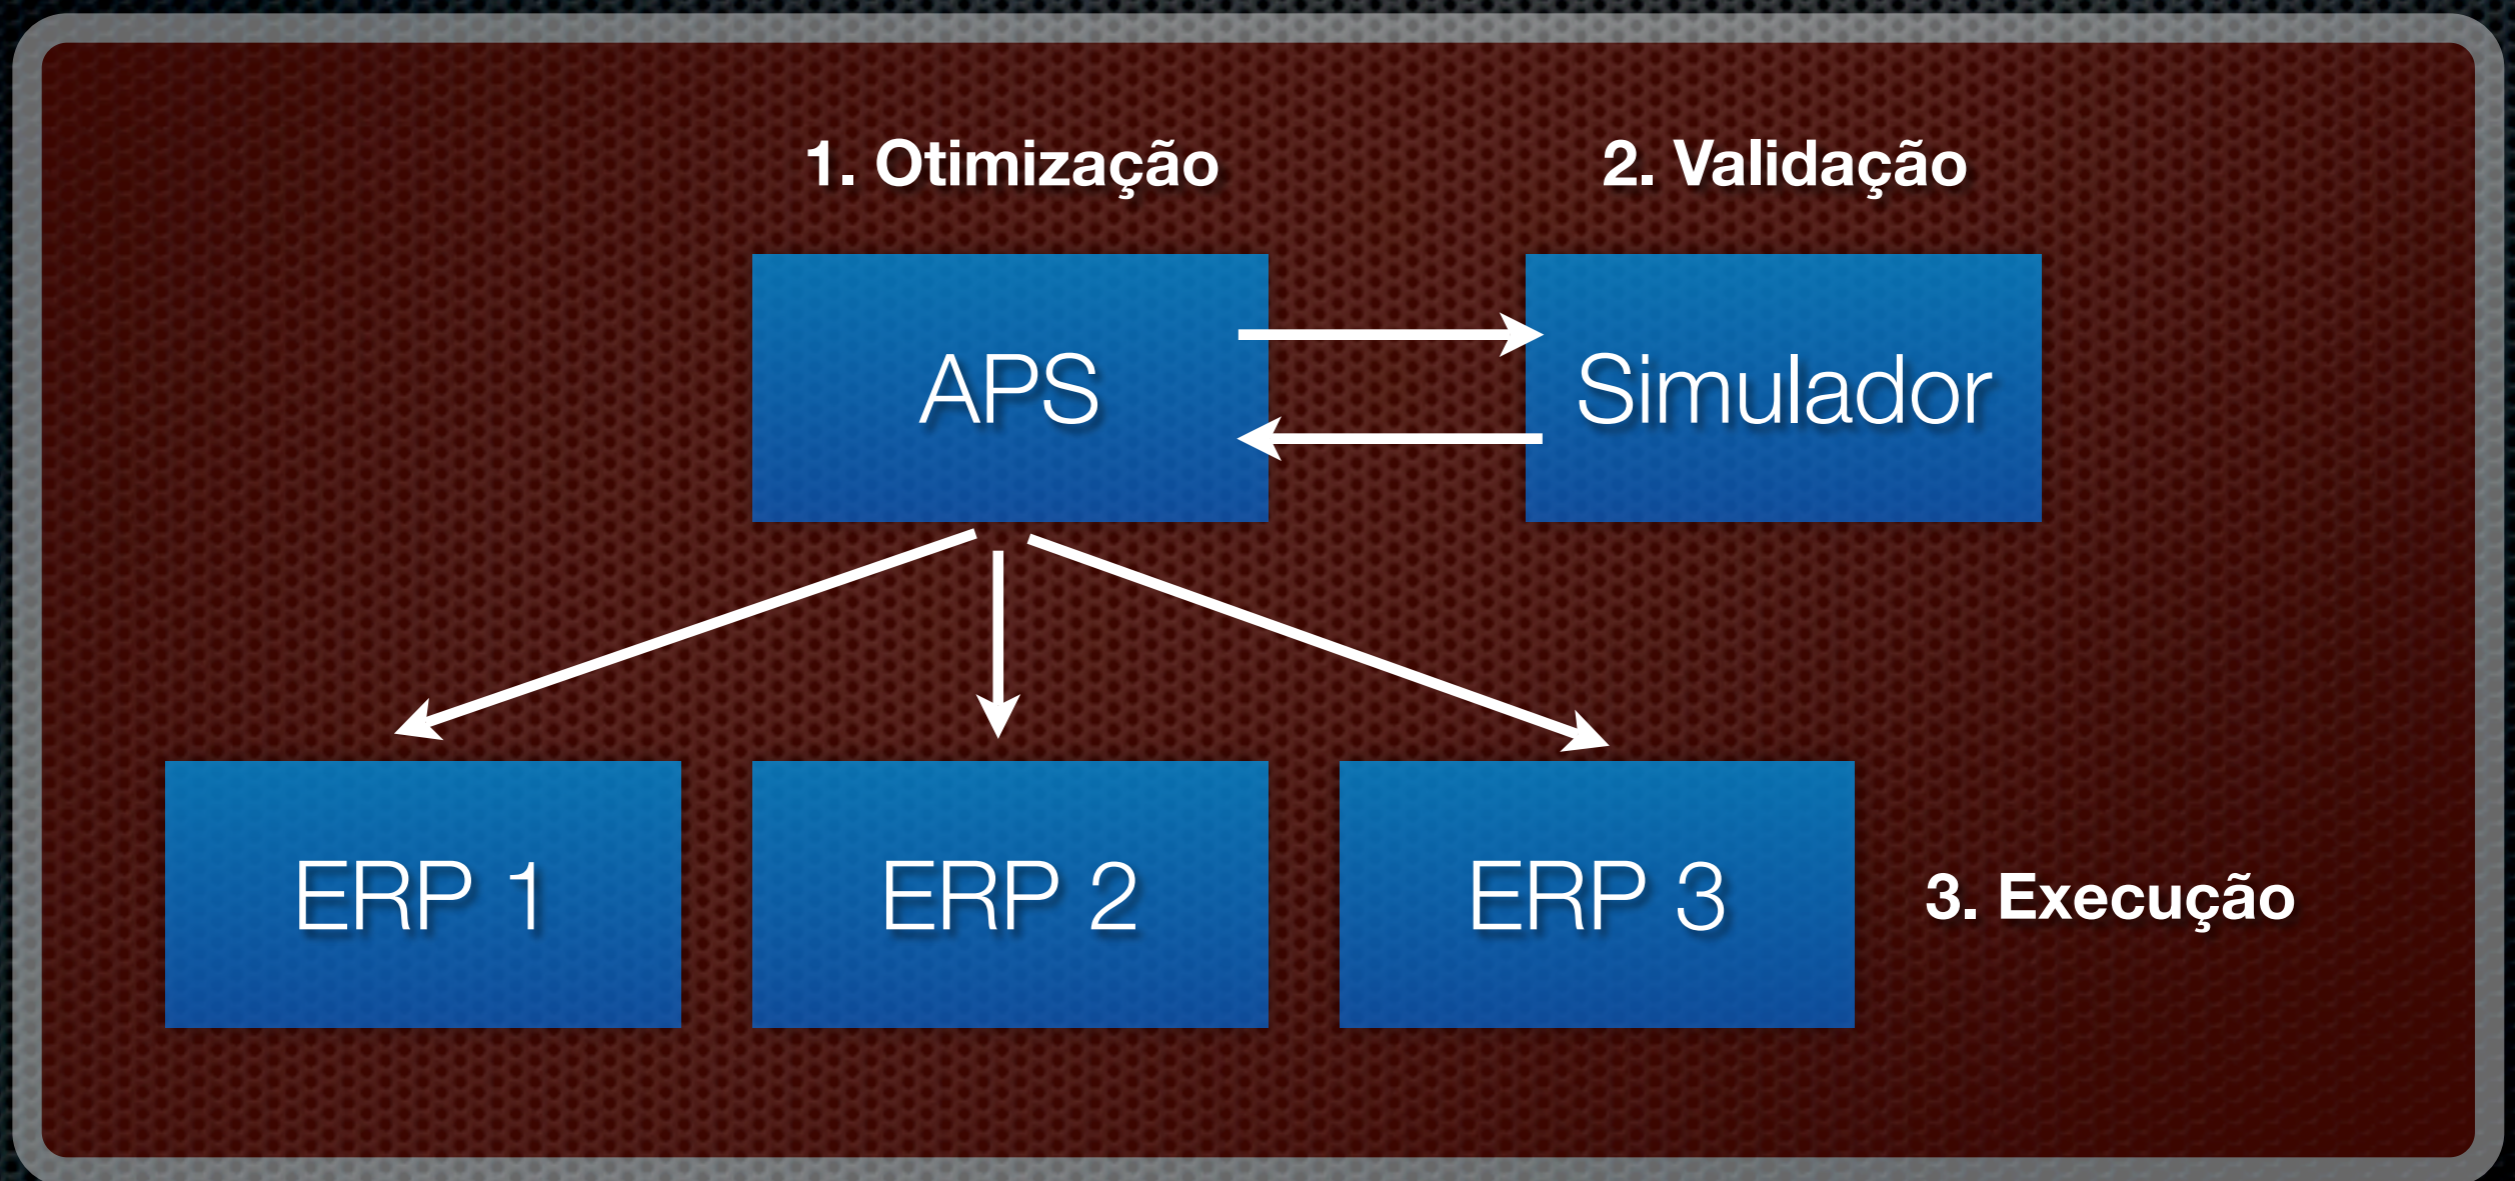 1. Otimização
2. Validação
APS
Simulador
ERP 1
ERP 2
ERP 3
3. Execução